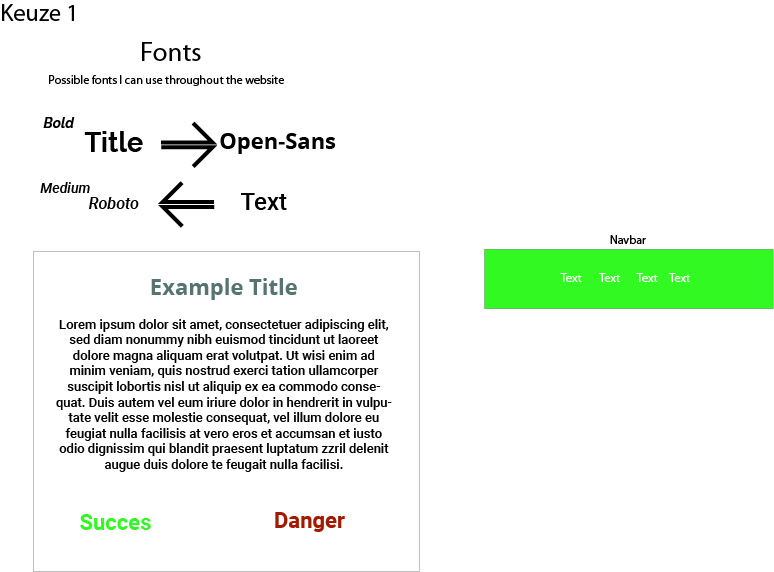 Keuze 1
Fonts
Possible fonts I can use throughout the website
Bold
Title
Open-Sans
Medium
Roboto
Text
Navbar
Text Text Text Text
Example Title
Lorem ipsum dolor sit amet, consectetuer adipiscing elit,
sed diam nonummy nibh euismod tincidunt ut laoreet
dolore magna aliquam erat volutpat. Ut wisi enim ad
minim veniam, quis nostrud exerci tation ullamcorper
suscipit lobortis nisl ut aliquip ex ea commodo conse-
quat. Duis autem vel eum iriure dolor in hendrerit in vulpu-
tate velit esse molestie consequat, vel illum dolore eu
feugiat nulla facilisis at vero eros et accumsan et iusto
odio dignissim qui blandit praesent luptatum zzril delenit
augue duis dolore te feugait nulla facilisi.
Succes
Danger